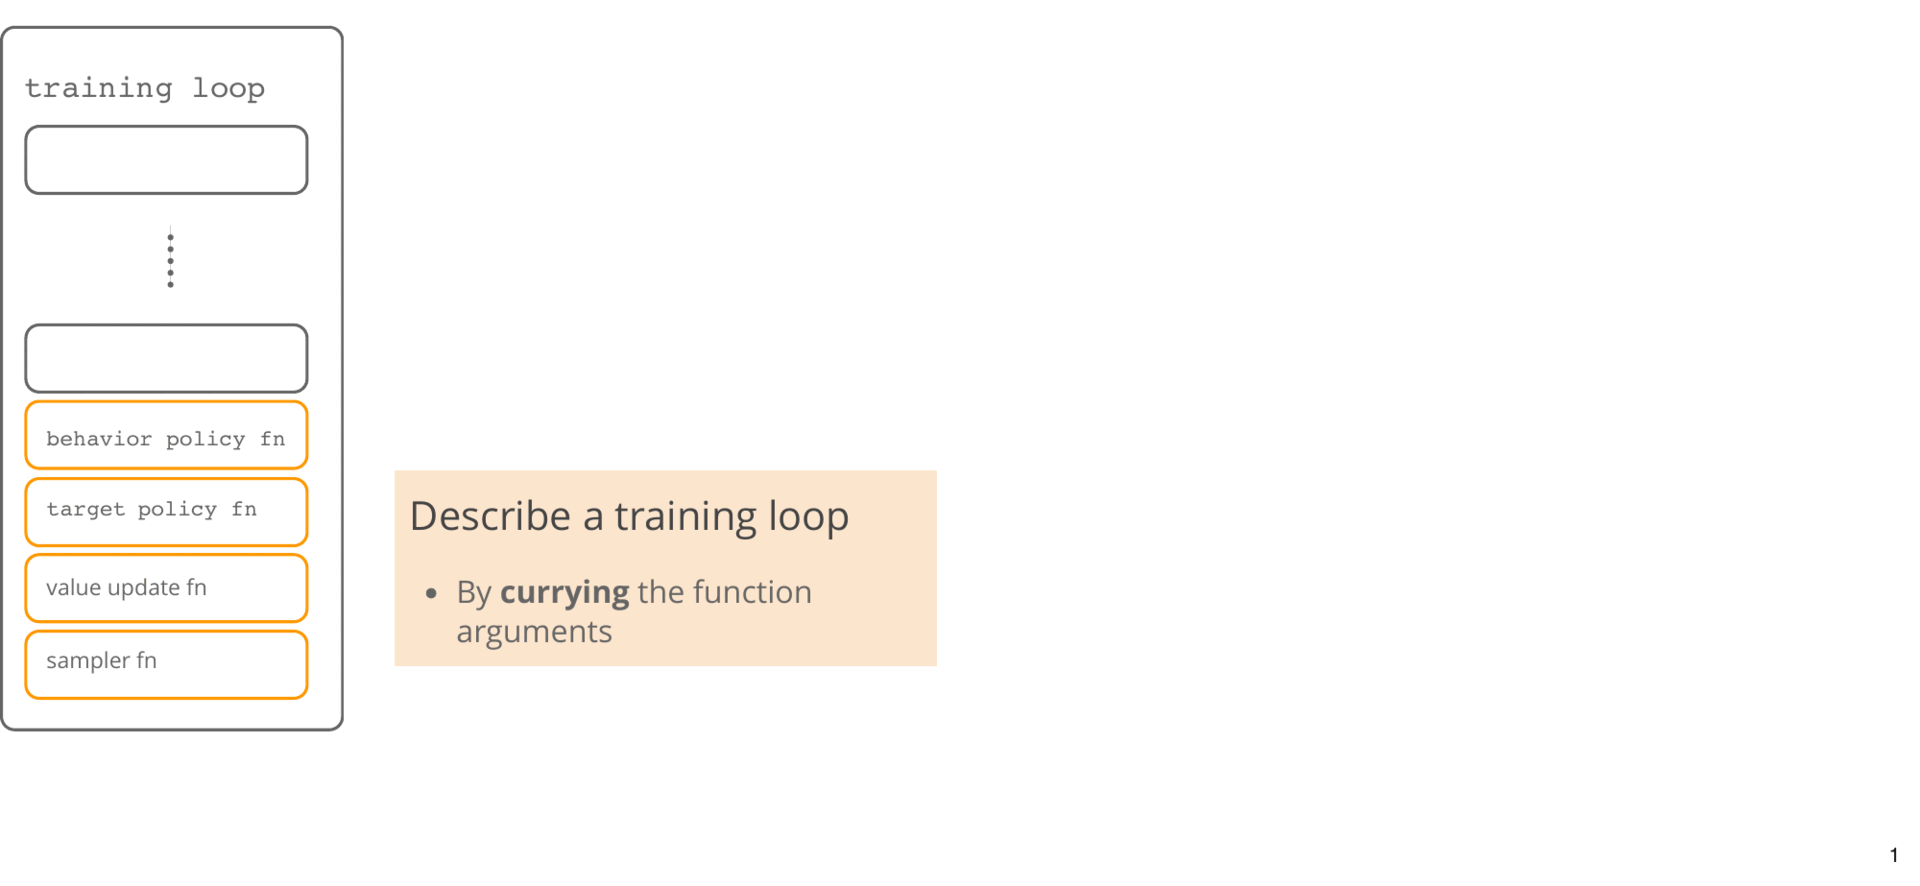 training loop
behavior policy fn
target policy fn
value update fn
sampler fn
Describe a training loop
• By currying the function
arguments
1